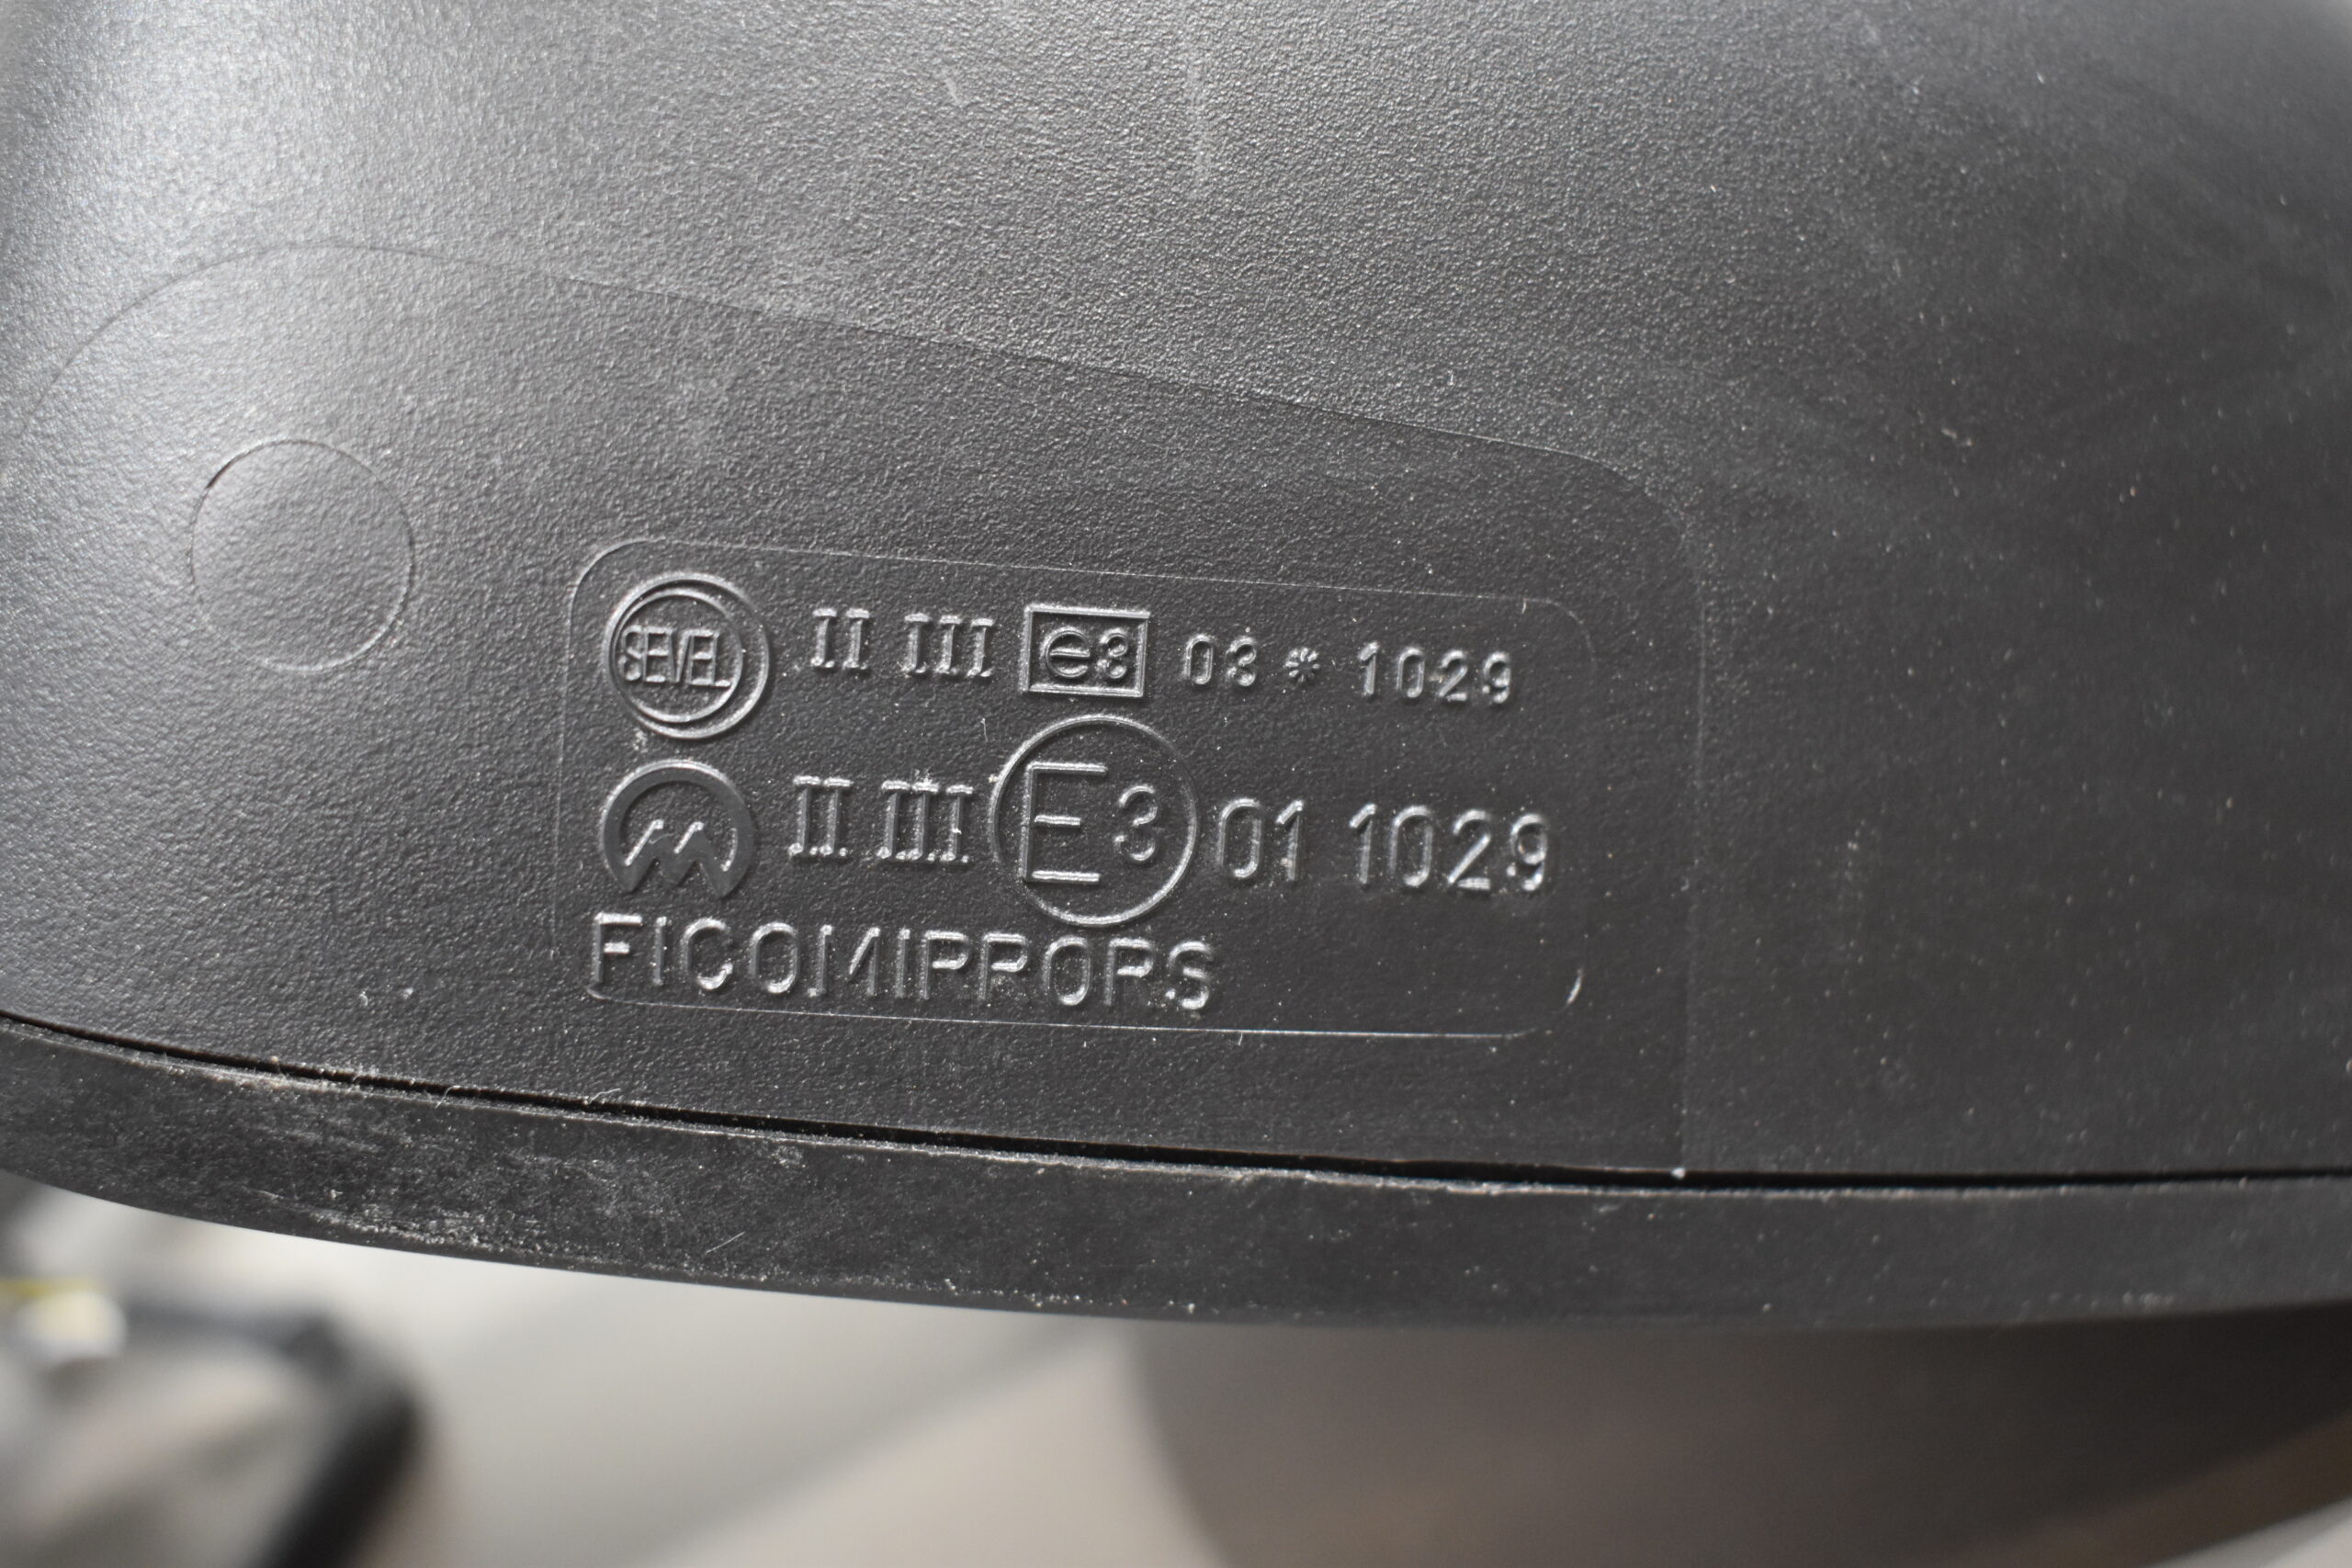 SEVEL II III e3 03 * 1029
II III E3 01 1029
FICOMIRRORS